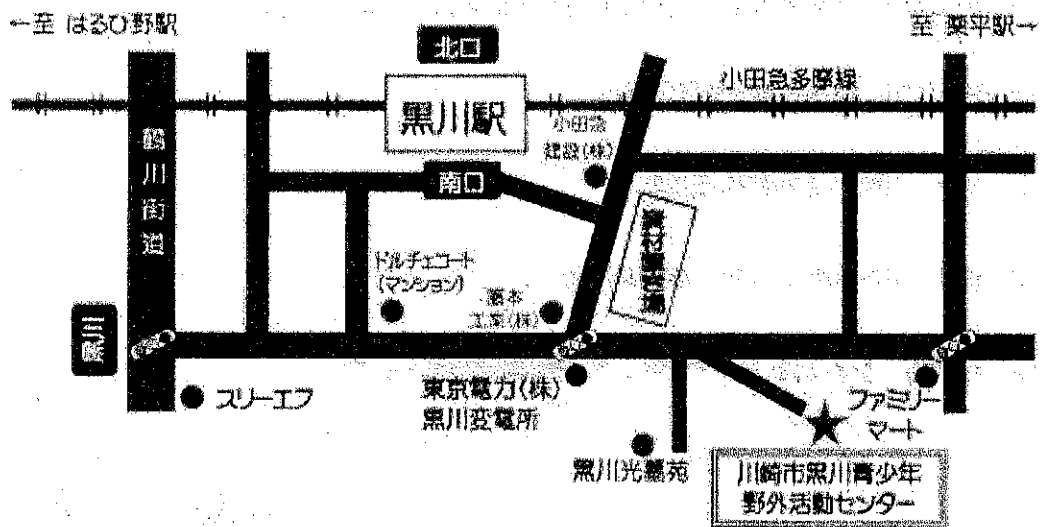 ←至 はるひ野駅
至 栗平駅→
北口
小田急多摩線
黒川駅
小田急
建設(株)
鶴川街道
南口
ドルチェコート
(マンション)
工業(株)
黒川
スリーエフ
東京電力(株)
黒川変電所
ファミリー
マート
黒川光墓苑
川崎市黒川青少年
野外活動センター